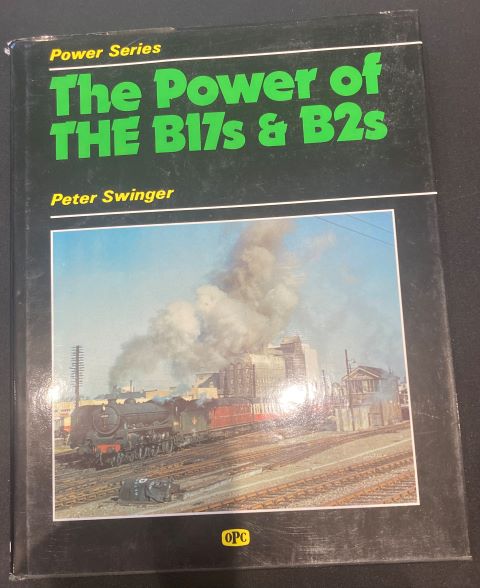 Power Series
The Power of
THE B17s & B2s
Peter Swinger
OPC